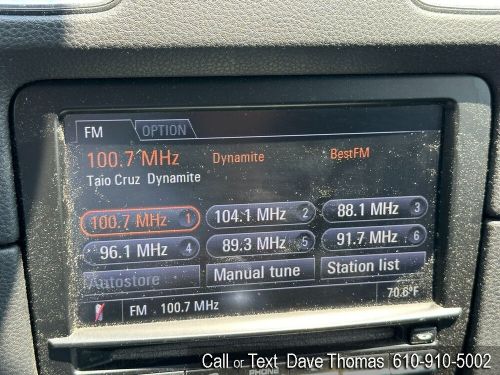 FM OPTION
100.7 MHz Dynamite BestFM
Taio Cruz Dynamite
100.7 MHz 1 104.1 MHz 2 88.1 MHz 3
96.1 MHz 4 89.3 MHz 5 91.7 MHz 6
Autostore Manual tune Station list
FM 100.7 MHz 70.6°F
PHONE
Call or Text Dave Thomas 610-910-5002